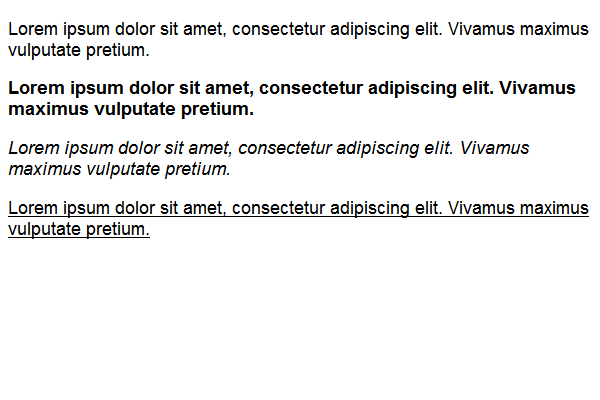 Lorem ipsum dolor sit amet, consectetur adipiscing elit. Vivamus maximus
vulputate pretium.
Lorem ipsum dolor sit amet, consectetur adipiscing elit. Vivamus
maximus vulputate pretium.
Lorem ipsum dolor sit amet, consectetur adipiscing elit. Vivamus
maximus vulputate pretium.
Lorem ipsum dolor sit amet, consectetur adipiscing elit. Vivamus maximus
vulputate pretium.